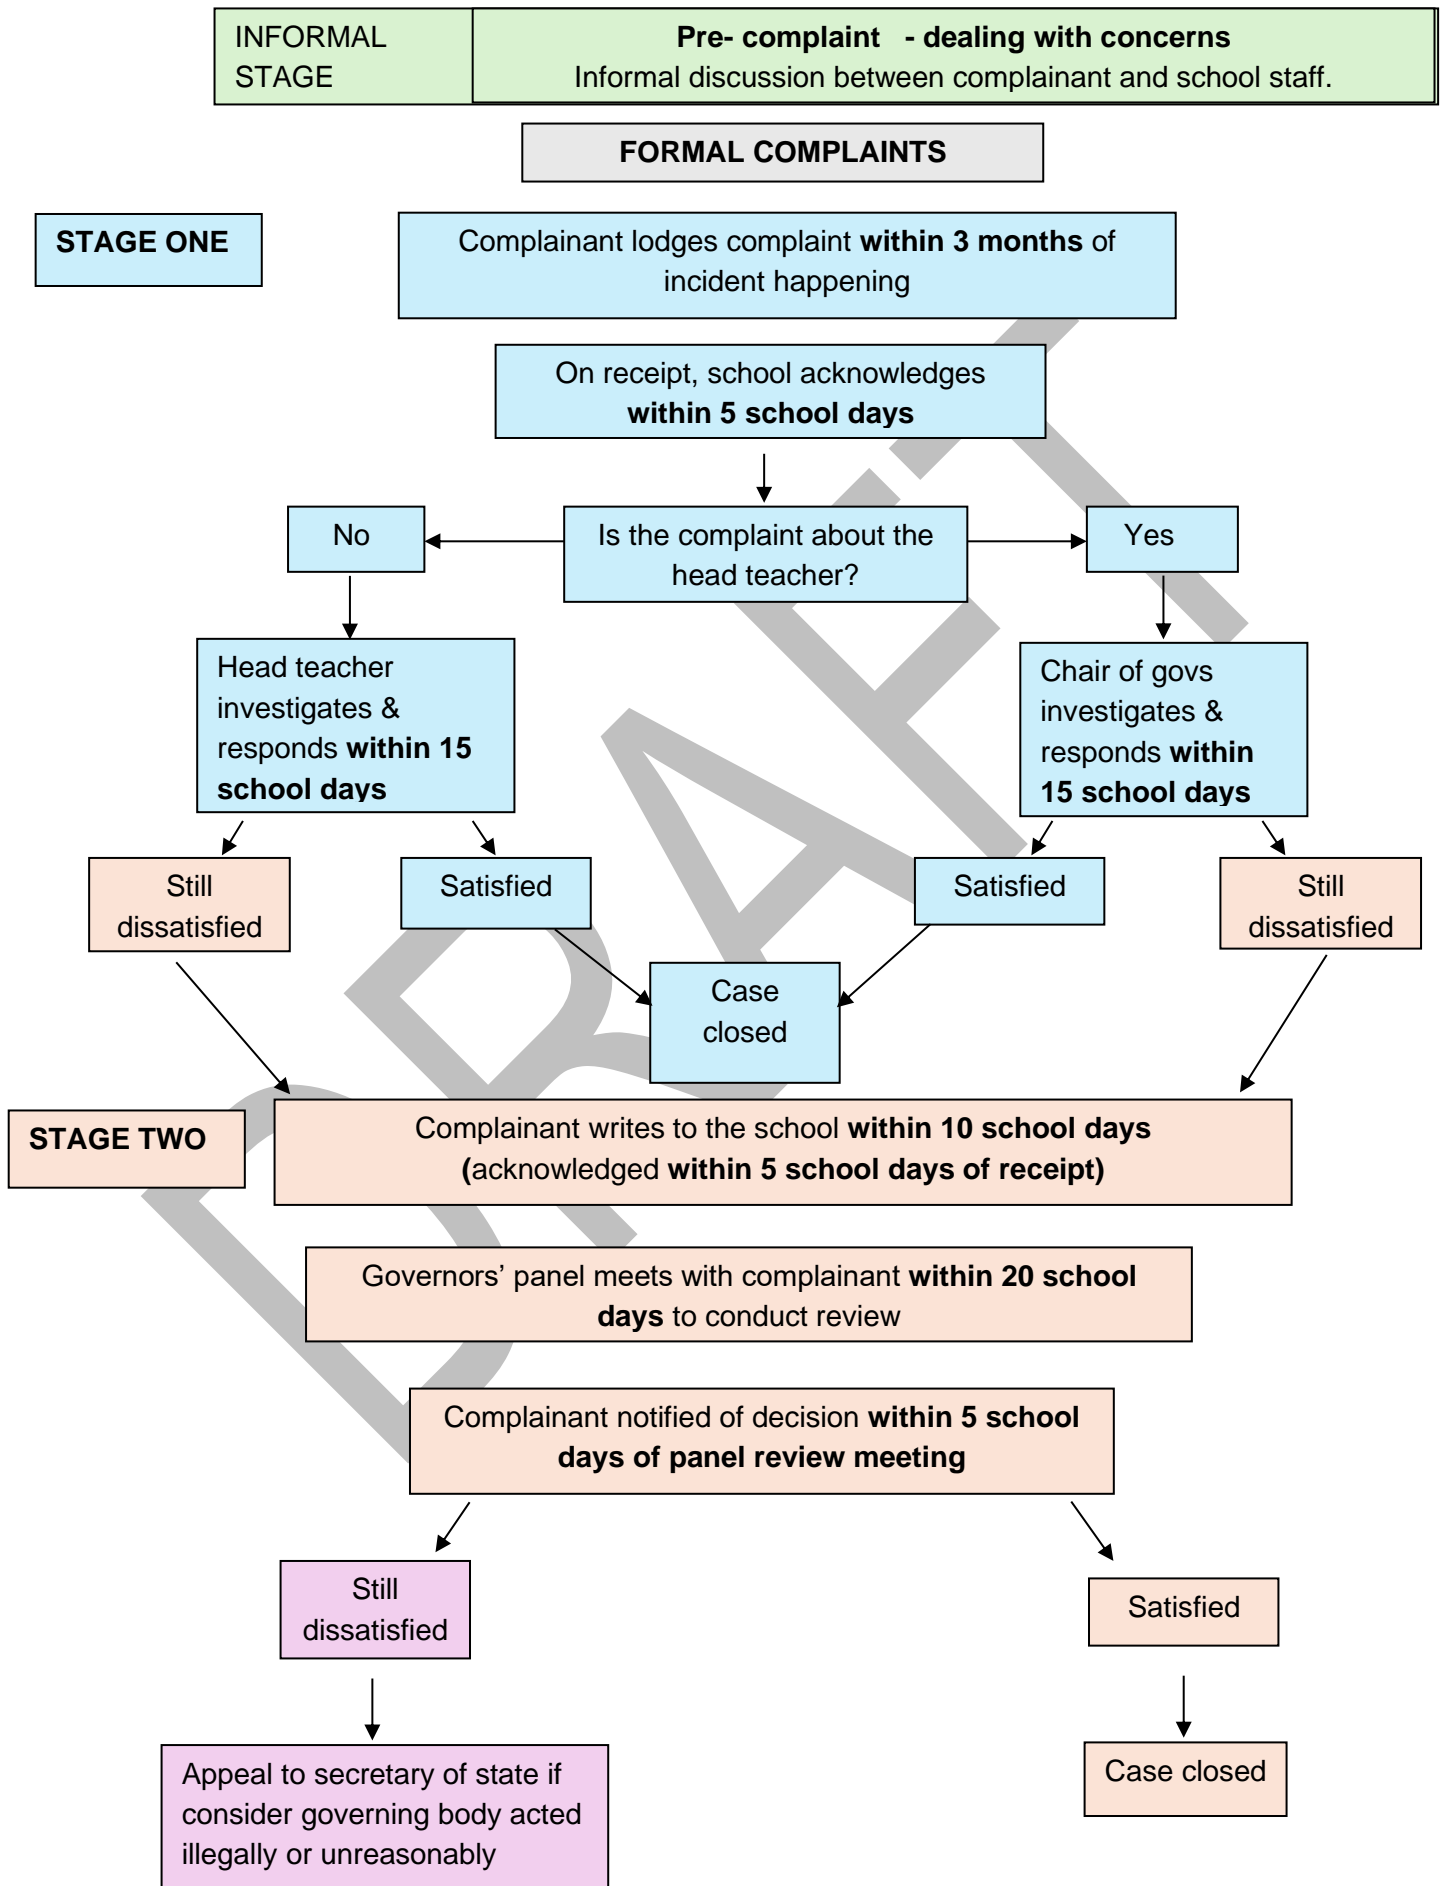 INFORMAL
STAGE
Pre- complaint - dealing with concerns
Informal discussion between complainant and school staff.
FORMAL COMPLAINTS
STAGE ONE
Complainant lodges complaint within 3 months of
incident happening
On receipt, school acknowledges
within 5 school days
No
Is the complaint about the
head teacher?
Yes
Head teacher
investigates &
responds within 15
school days
Chair of govs
investigates &
responds within
15 school days
Still
dissatisfied
Satisfied
Satisfied
Still
dissatisfied
Case
closed
STAGE TWO
Complainant writes to the school within 10 school days
(acknowledged within 5 school days of receipt)
Governors’ panel meets with complainant within 20 school
days to conduct review
Complainant notified of decision within 5 school
days of panel review meeting
Still
dissatisfied
Satisfied
Appeal to secretary of state if
consider governing body acted
illegally or unreasonably
Case closed
DRAFT